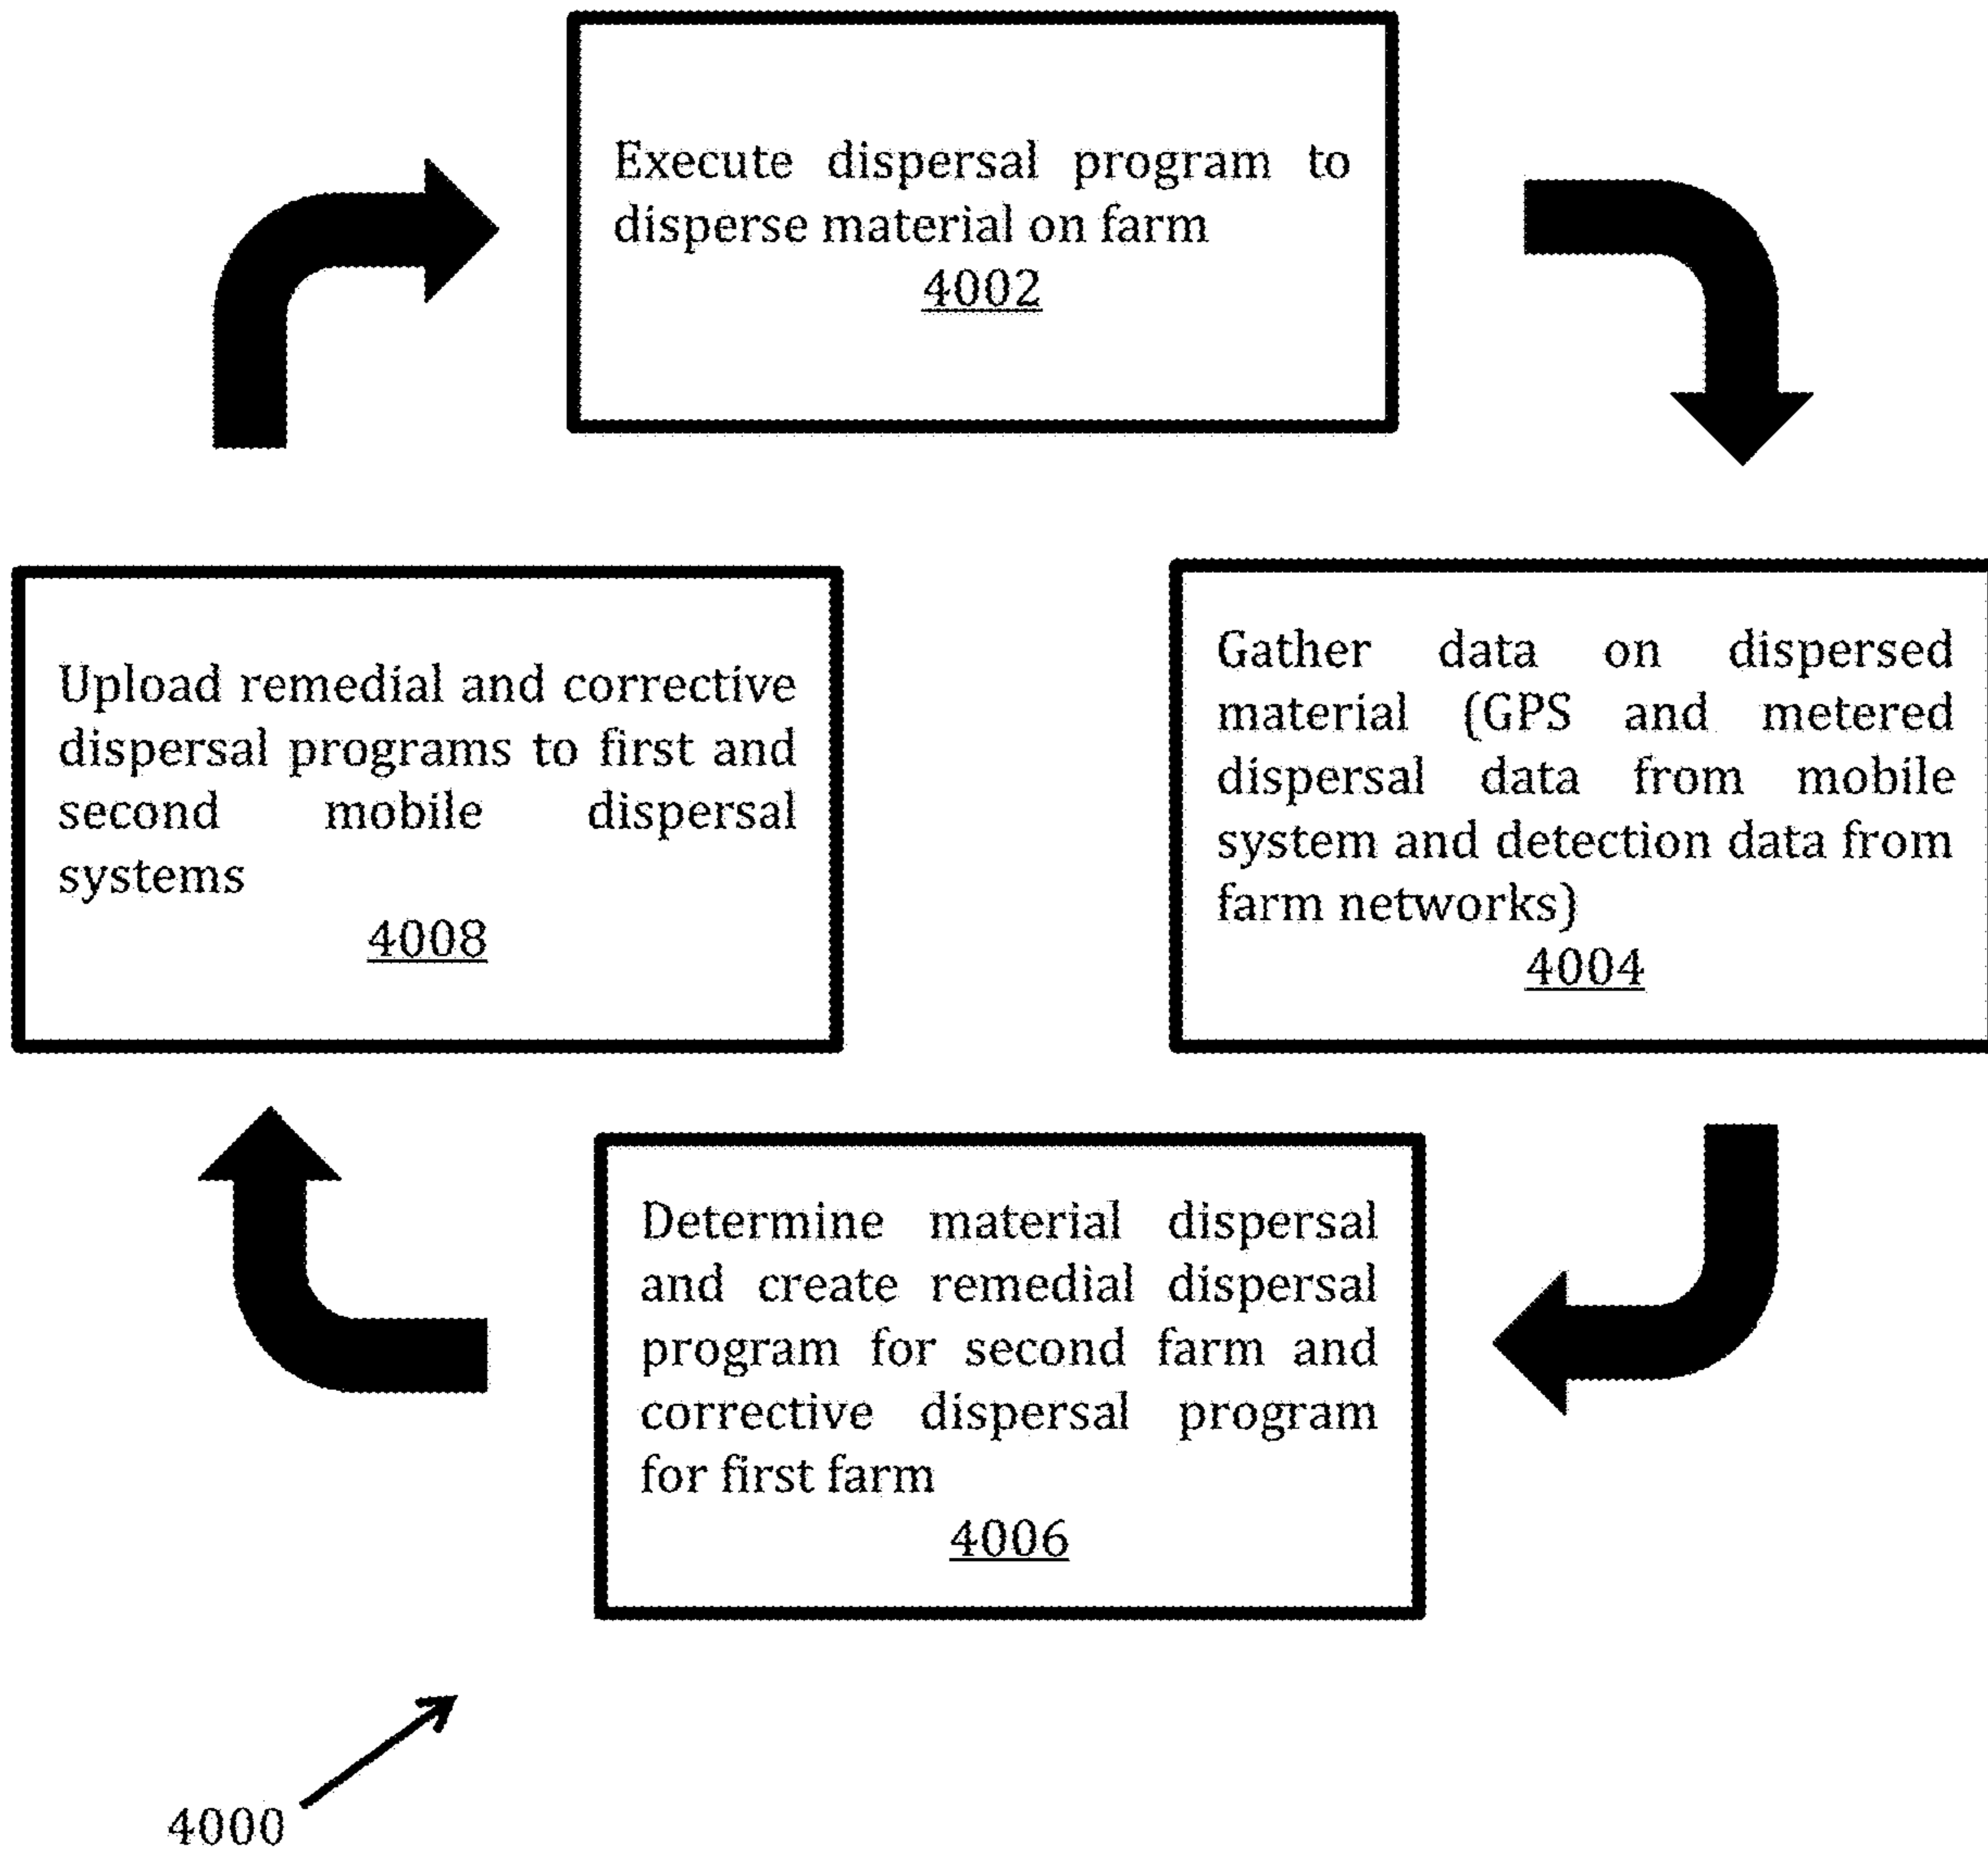 Execute dispersal program to
disperse material on farm
4002
Upload remedial and corrective
dispersal programs to first and
second mobile dispersal
systems
4008
Gather data on dispersed
material (GPS and metered
dispersal data from mobile
system and detection data from
farm networks)
4004
Determine material dispersal
and create remedial dispersal
program for second farm and
corrective dispersal program
for first farm
4006
4000